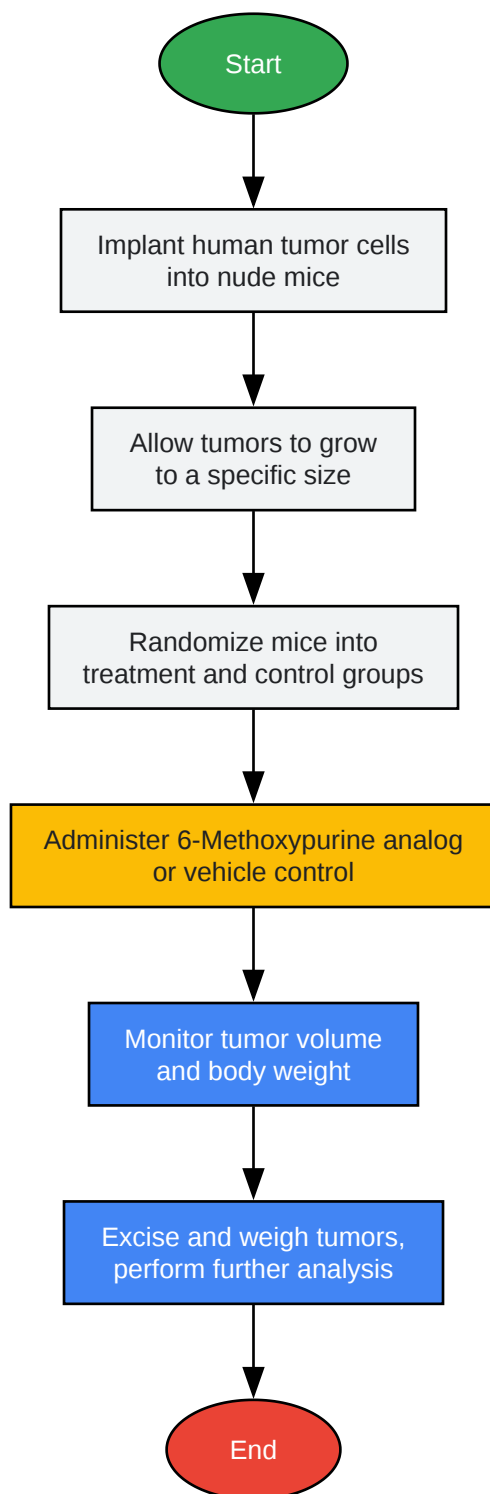 Start
Implant human tumor cells
into nude mice
Allow tumors to grow
to a specific size
Randomize mice into
treatment and control groups
Administer 6-Methoxypurine analog
or vehicle control
Monitor tumor volume
and body weight
Excise and weigh tumors,
perform further analysis
End